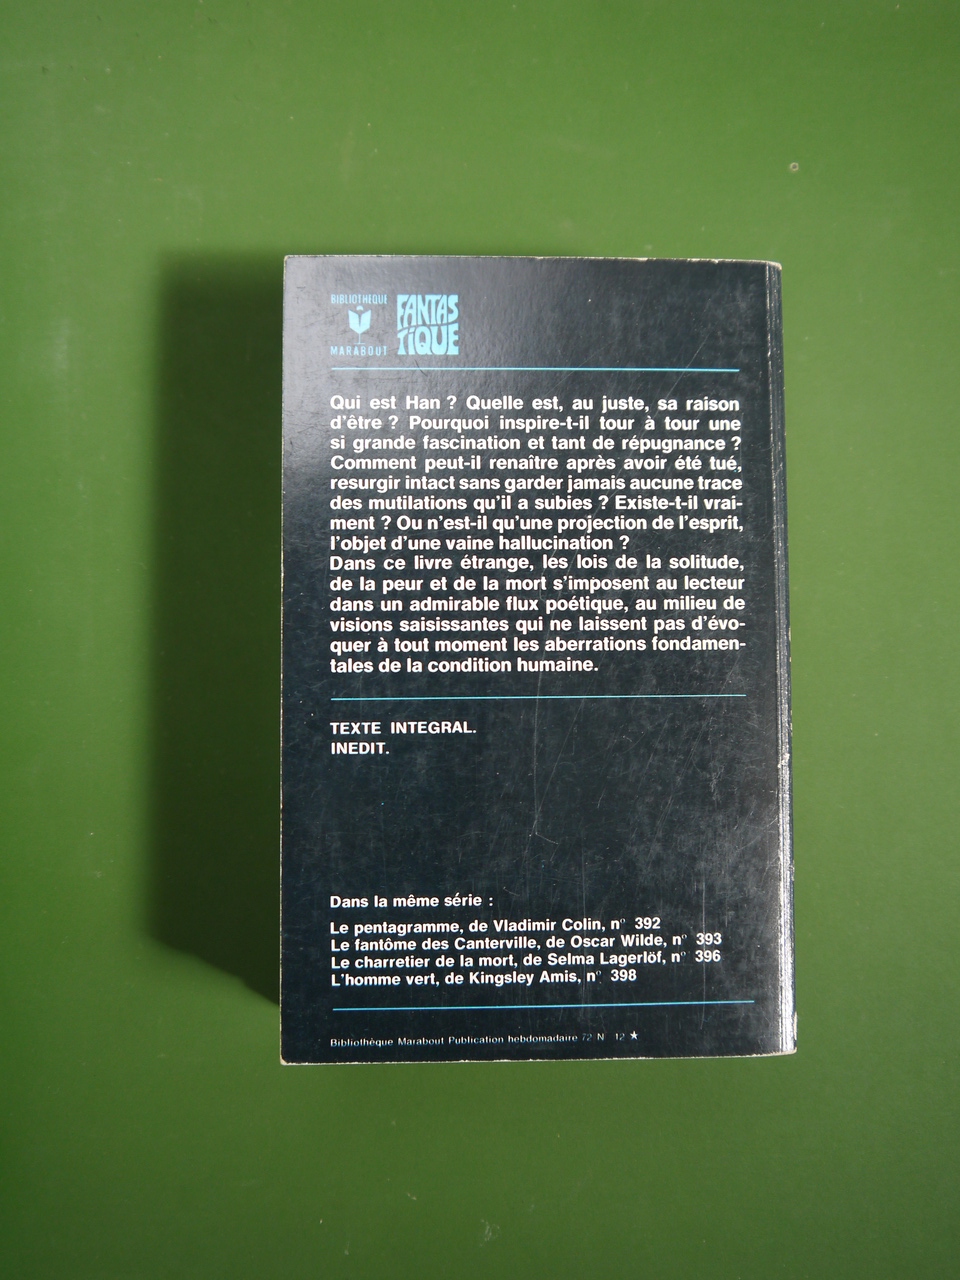 BIBLIOTHEQUE
MARABOUT
FANTAS
TIQUE
Qui est Han ? Quelle est, au juste, sa raison
d'être ? Pourquoi inspire-t-il tour à tour une
si grande fascination et tant de répugnance ?
Comment peut-il renaître après avoir été tué,
resurgir intact sans garder jamais aucune trace
des mutilations qu'il a subies ? Existe-t-il vrai-
ment ? Ou n'est-il qu'une projection de l'esprit,
l'objet d'une vaine hallucination ?
Dans ce livre étrange, les lois de la solitude,
de la peur et de la mort s'imposent au lecteur
dans un admirable flux poétique, au milieu de
visions saisissantes qui ne laissent pas d'évo-
quer à tout moment les aberrations fondamen-
tales de la condition humaine.
TEXTE INTEGRAL.
INEDIT.
Dans la même série :
Le pentagramme, de Vladimir Colin, n° 392
Le fantôme des Canterville, de Oscar Wilde, n° 393
Le charretier de la mort, de Selma Lagerlöf, n° 396
L'homme vert, de Kingsley Amis, n° 398
Bibliothèque Marabout Publication hebdomadaire 72 N° 12 ★